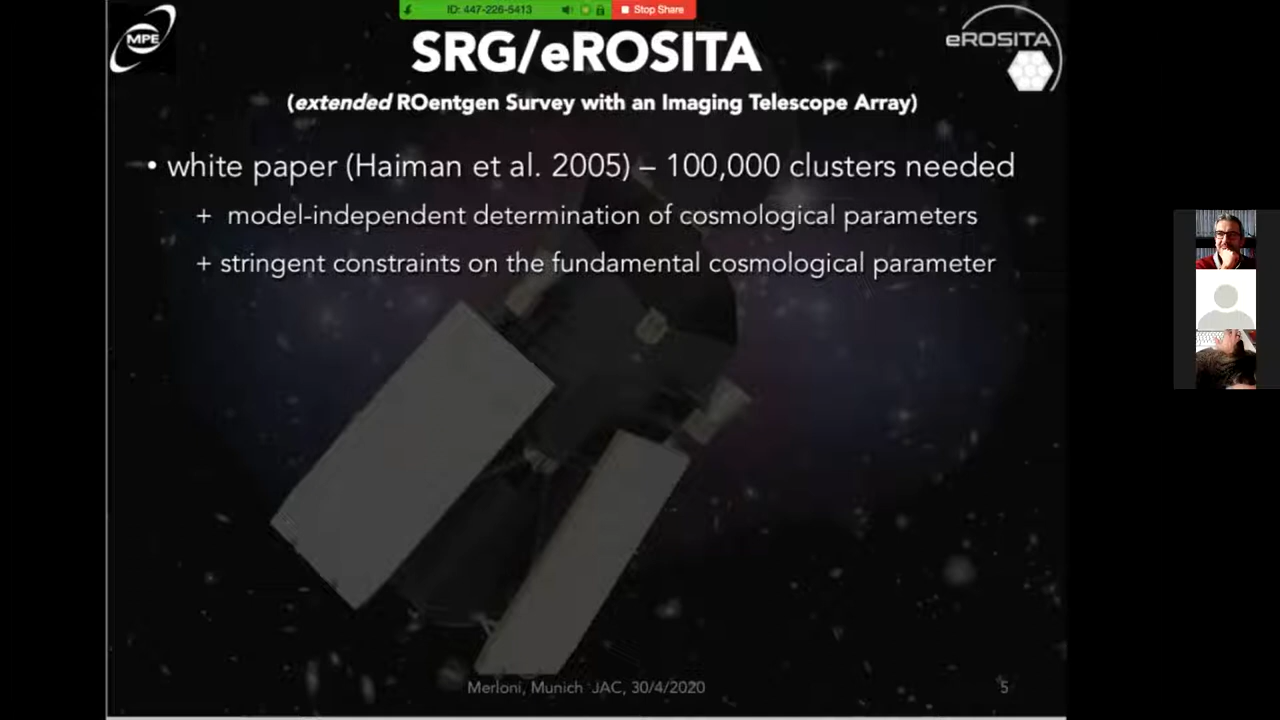 ID: 447-226-5413
Stop Share
MPE
eROSITA
SRG/eROSITA
(extended ROentgen Survey with an Imaging Telescope Array)
• white paper (Haiman et al. 2005) – 100,000 clusters needed
+ model-independent determination of cosmological parameters
+ stringent constraints on the fundamental cosmological parameter
Merloni, Munich JAC, 30/4/2020
5